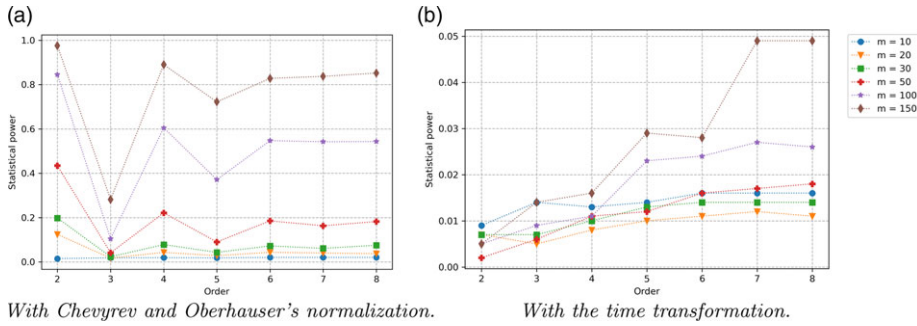 (a)
1.0
0.8
0.6
0.4
0.2
0.0
Statistical power
2 3 4 5 6 7 8
Order
With Chevyrev and Oberhauser's normalization.
(b)
0.05
0.04
0.03
0.02
0.01
0.00
Statistical power
2 3 4 5 6 7 8
Order
With the time transformation.
m = 10
m = 20
m = 30
m = 50
m = 100
m = 150